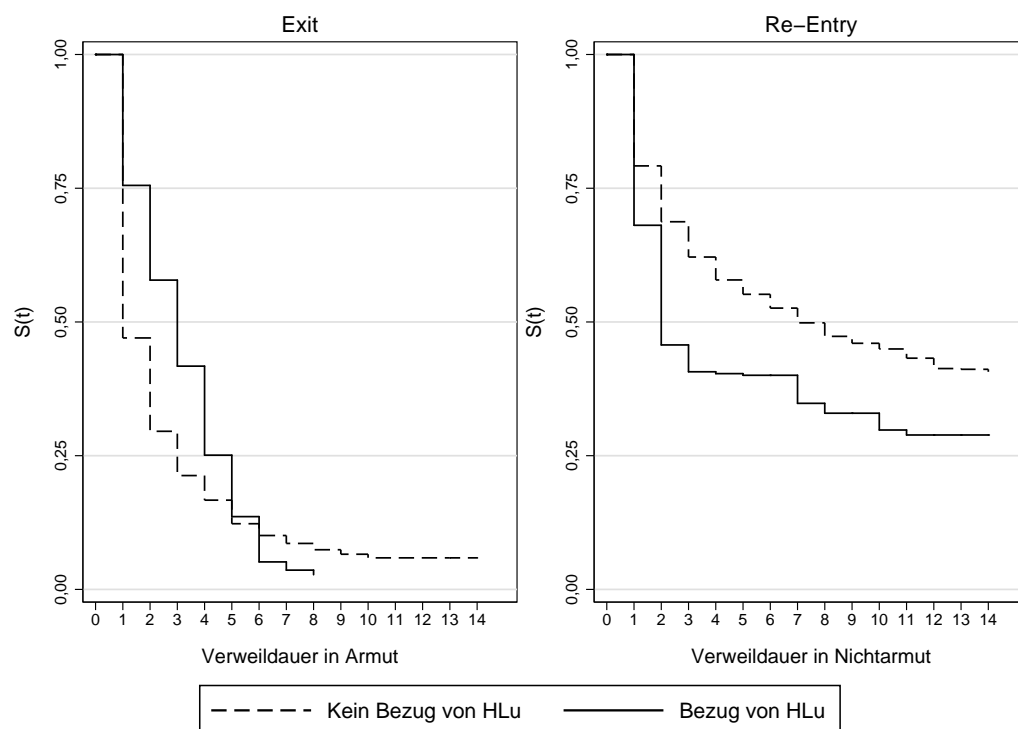 Exit
Re−Entry
S(t)
1,00
0,75
0,50
0,25
0,00
0 1 2 3 4 5 6 7 8 9 10 11 12 13 14
Verweildauer in Armut
S(t)
1,00
0,75
0,50
0,25
0,00
0 1 2 3 4 5 6 7 8 9 10 11 12 13 14
Verweildauer in Nichtarmut
Kein Bezug von HLu
Bezug von HLu